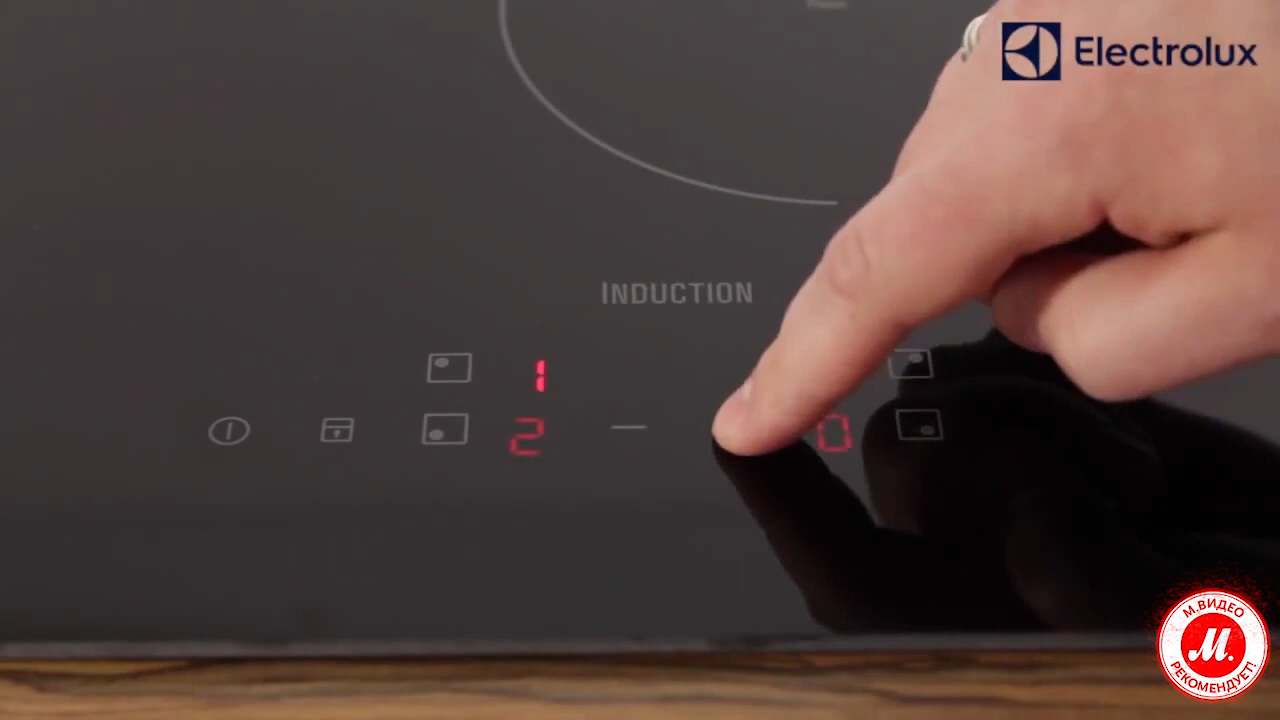 Electrolux
INDUCTION
1
2
0
М.ВИДЕО
М.
РЕКОМЕНДУЕТ!